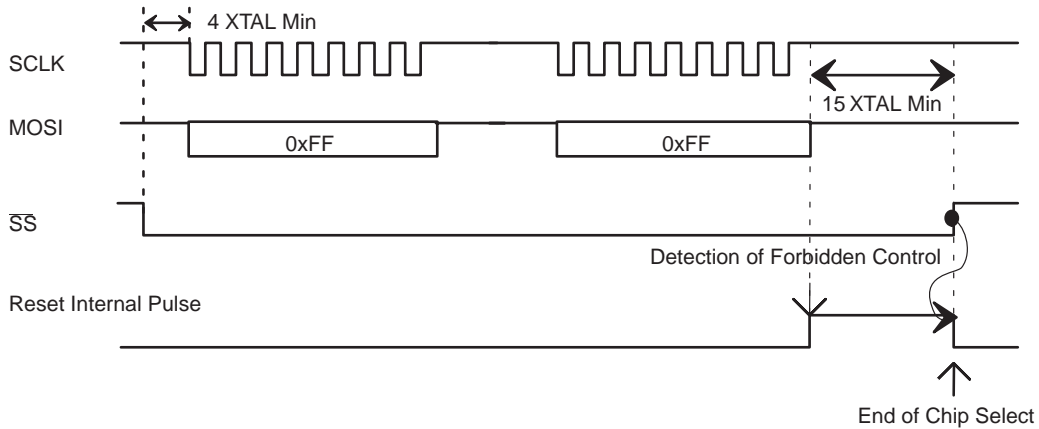 4 XTAL Min
SCLK
15 XTAL Min
MOSI
0xFF
0xFF
SS
Detection of Forbidden Control
Reset Internal Pulse
End of Chip Select